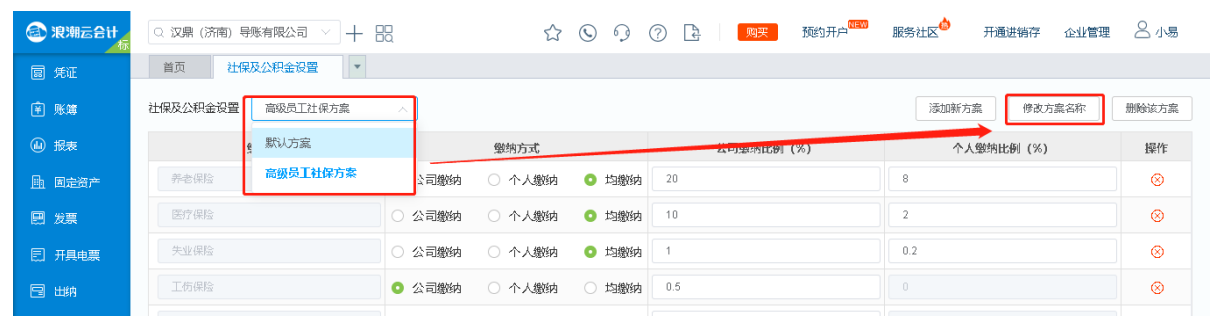 浪潮云会计 标 汉鼎（济南）导账有限公司 购买 预约开户 NEW 服务社区 开通进销存 企业管理 小易
凭证 首页 社保及公积金设置
账簿 社保及公积金设置 高级员工社保方案 添加新方案 修改方案名称 删除该方案
报表 默认方案 缴纳方式 公司缴纳比例（%） 个人缴纳比例（%） 操作
固定资产 养老保险 高级员工社保方案 公司缴纳 个人缴纳 均缴纳 20 8
发票 医疗保险 公司缴纳 个人缴纳 均缴纳 10 2
开具电票 失业保险 公司缴纳 个人缴纳 均缴纳 1 0.2
出纳 工伤保险 公司缴纳 个人缴纳 均缴纳 0.5 0